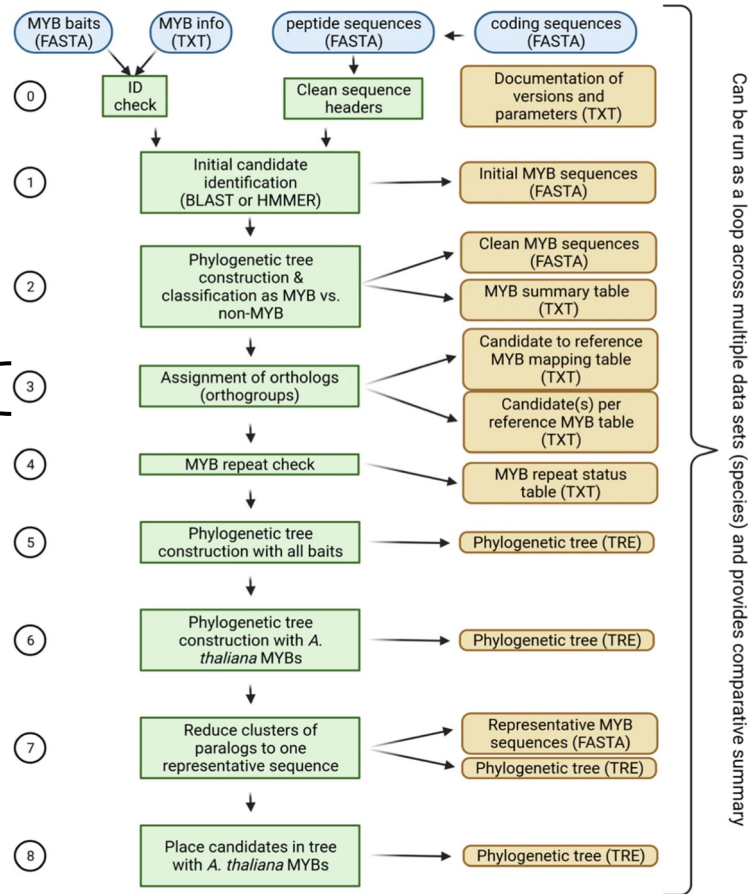 MYB baits
(FASTA)
MYB info
(TXT)
peptide sequences
(FASTA)
coding sequences
(FASTA)
0
ID
check
Clean sequence
headers
Documentation of
versions and
parameters (TXT)
1
Initial candidate
identification
(BLAST or HMMER)
Initial MYB sequences
(FASTA)
2
Phylogenetic tree
construction &
classification as MYB vs.
non-MYB
Clean MYB sequences
(FASTA)
MYB summary table
(TXT)
3
Assignment of orthologs
(orthogroups)
Candidate to reference
MYB mapping table
(TXT)
Candidate(s) per
reference MYB table
(TXT)
4
MYB repeat check
MYB repeat status
table (TXT)
5
Phylogenetic tree
construction with all baits
Phylogenetic tree (TRE)
6
Phylogenetic tree
construction with A.
thaliana MYBs
Phylogenetic tree (TRE)
7
Reduce clusters of
paralogs to one
representative sequence
Representative MYB
sequences (FASTA)
Phylogenetic tree (TRE)
8
Place candidates in tree
with A. thaliana MYBs
Phylogenetic tree (TRE)
Can be run as a loop across multiple data sets (species) and provides comparative summary